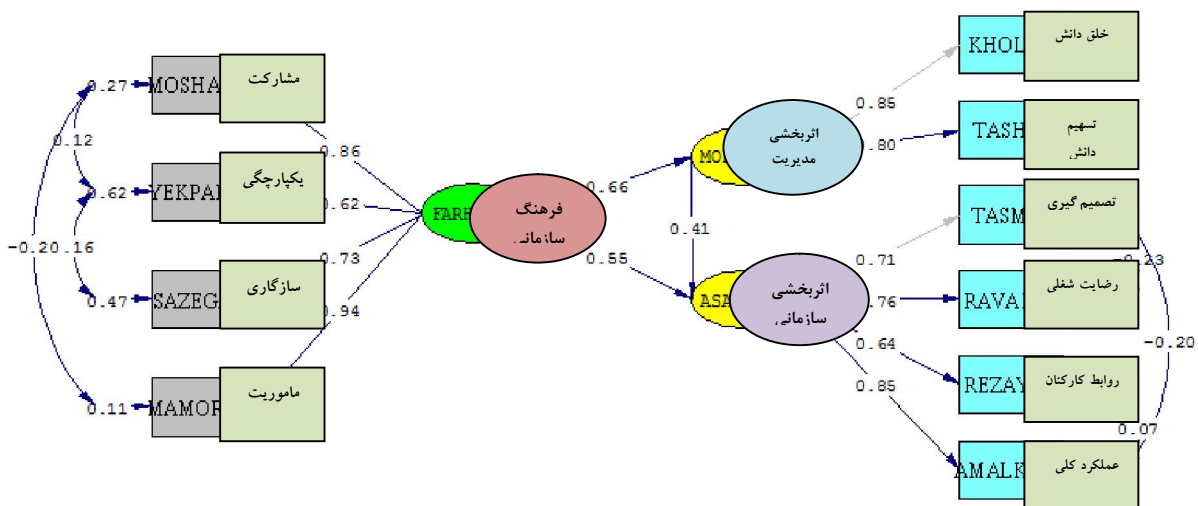 MOSHA
مشارکت
0.27
0.12
YEKPA
یکپارچگی
0.62
-0.20
.16
SAZEG
سازگاری
0.47
MAMOR
ماموریت
0.11
0.86
0.62
0.73
0.94
FARH
فرهنگ
سازمانی
0.66
0.55
0.41
MO
اثربخشی
مدیریت
ASA
اثربخشی
سازمانی
0.85
0.80
0.71
0.76
0.64
0.85
KHOL
خلق دانش
TASH
تسهیم
دانش
TASM
تصمیم گیری
RAVA
رضایت شغلی
REZAY
روابط کارکنان
AMALK
عملکرد کلی
-0.20
0.07